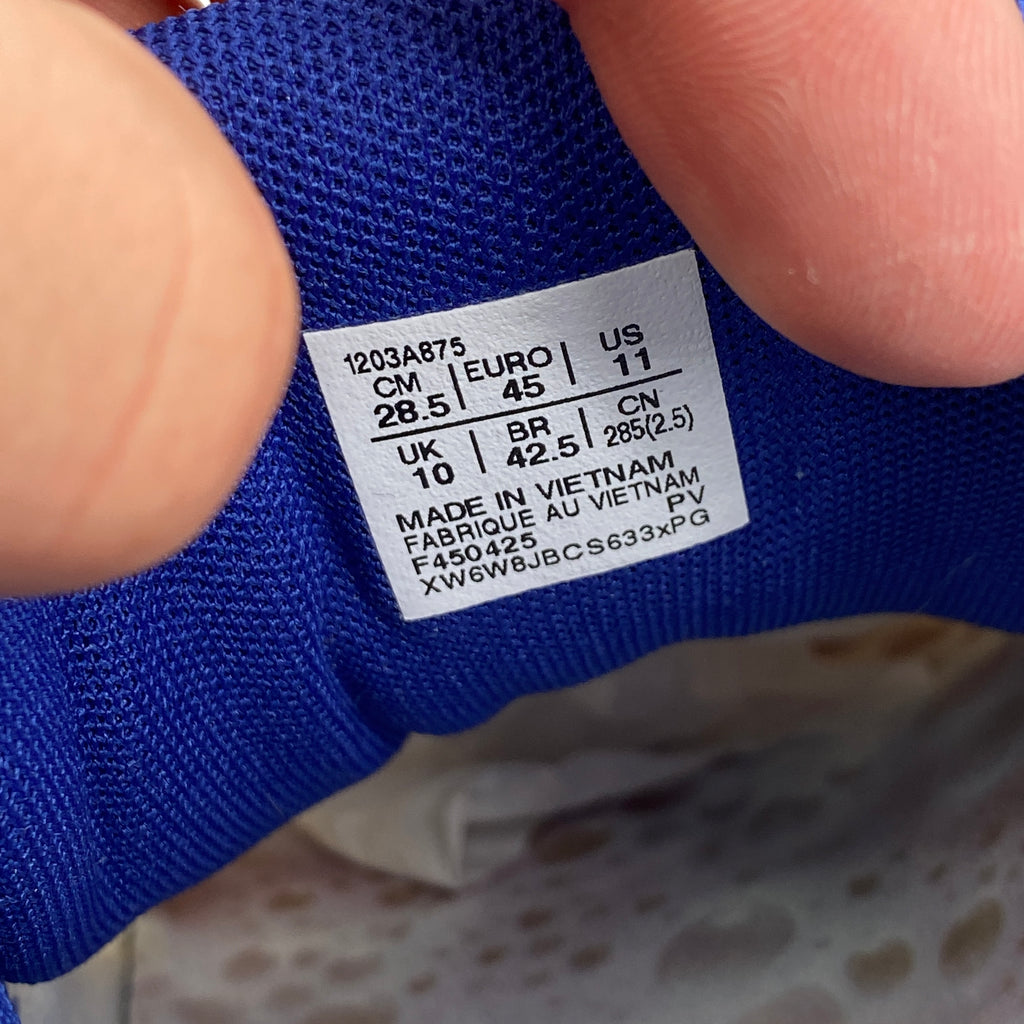 1203A875
CM | EURO | US
28.5 | 45 | 11
UK | BR | CN
10 | 42.5 | 285(2.5)
MADE IN VIETNAM
FABRIQUE AU VIETNAM
F450425 PV
XW6W8JBCS633xPG